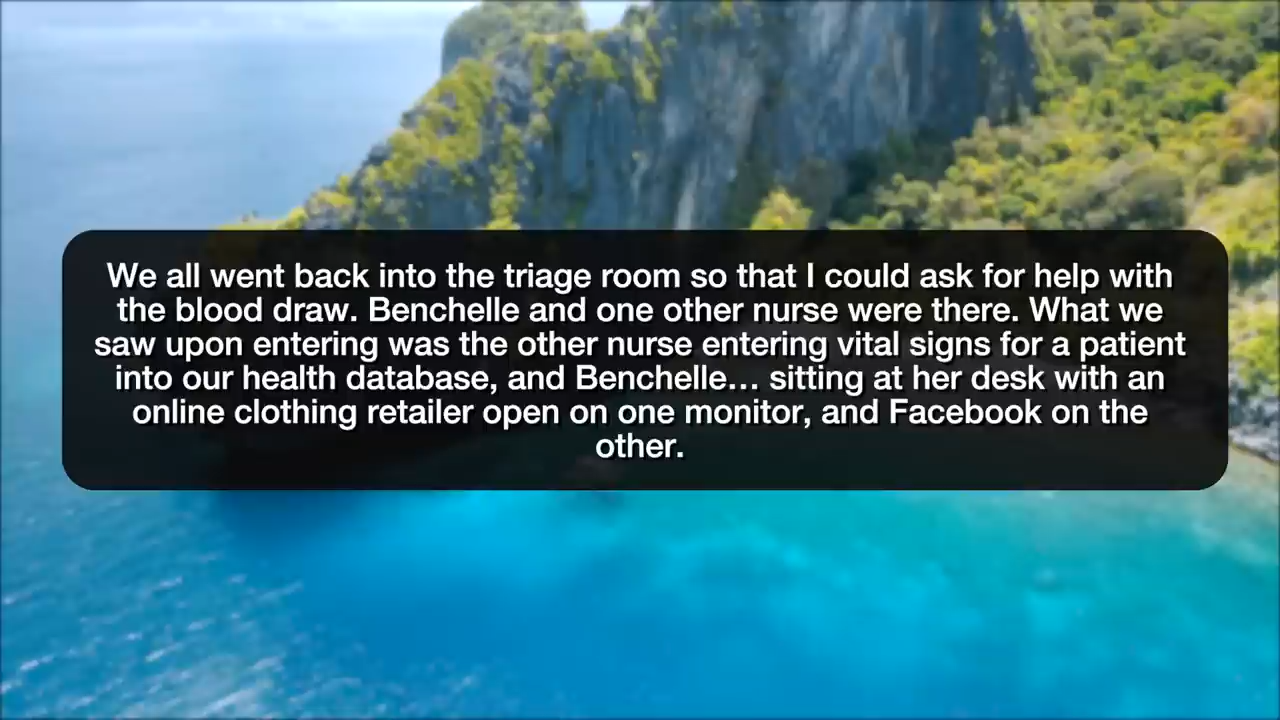 We all went back into the triage room so that I could ask for help with
the blood draw. Benchelle and one other nurse were there. What we
saw upon entering was the other nurse entering vital signs for a patient
into our health database, and Benchelle... sitting at her desk with an
online clothing retailer open on one monitor, and Facebook on the
other.